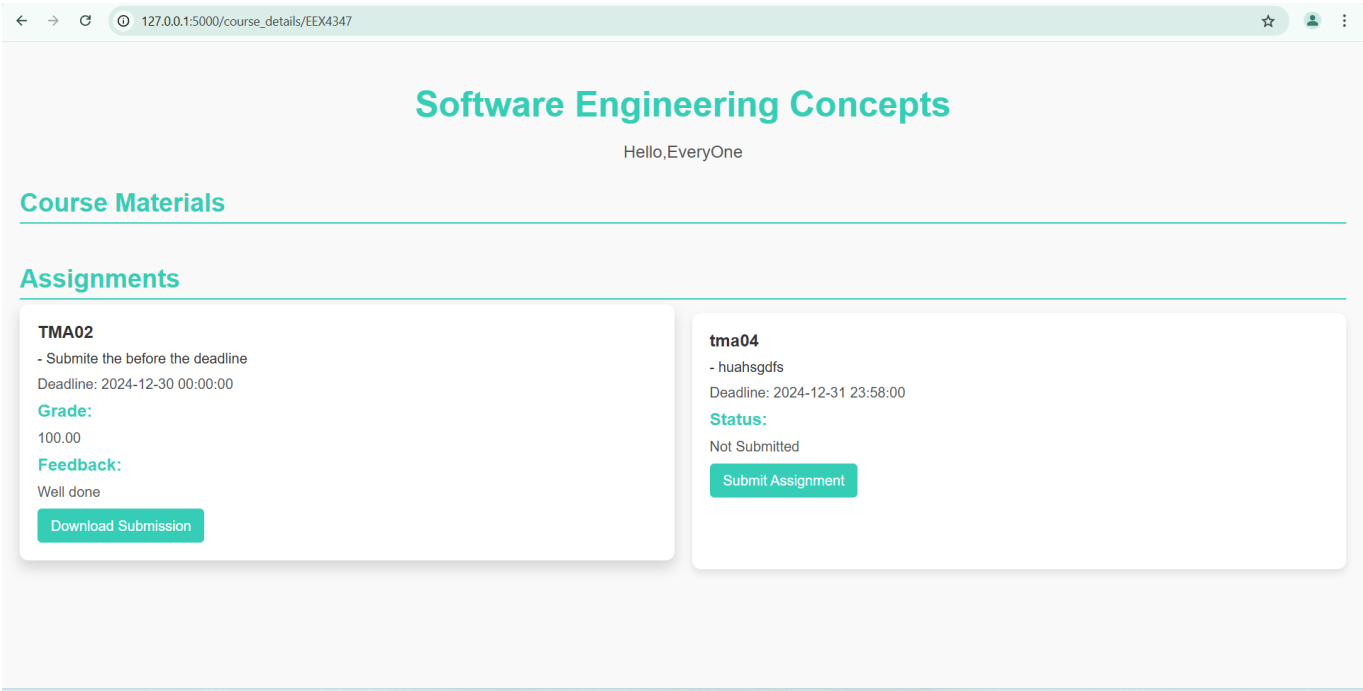 127.0.0.1:5000/course_details/EEX4347
Software Engineering Concepts
Hello,EveryOne
Course Materials
Assignments
TMA02
- Submite the before the deadline
Deadline: 2024-12-30 00:00:00
Grade:
100.00
Feedback:
Well done
Download Submission
tma04
- huahsgdfs
Deadline: 2024-12-31 23:58:00
Status:
Not Submitted
Submit Assignment